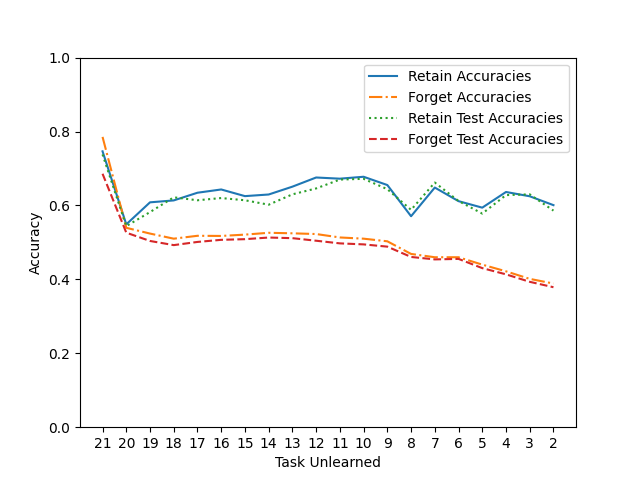 1.0
0.8
0.6
0.4
0.2
0.0
Accuracy
Retain Accuracies
Forget Accuracies
Retain Test Accuracies
Forget Test Accuracies
21 20 19 18 17 16 15 14 13 12 11 10 9 8 7 6 5 4 3 2
Task Unlearned